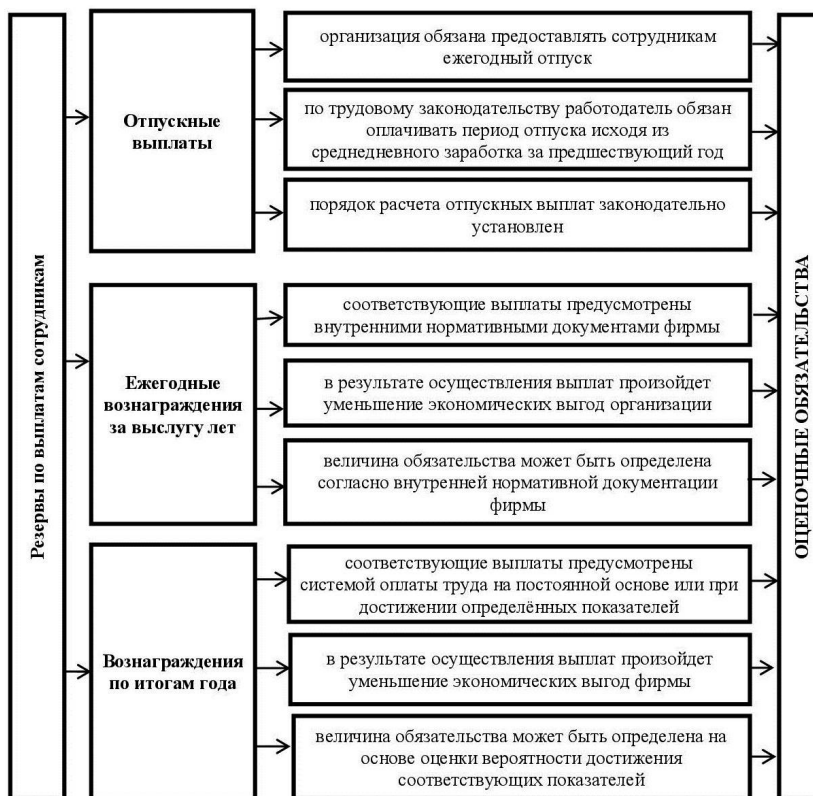 Резервы по выплатам сотрудникам
Отпускные
выплаты
организация обязана предоставлять сотрудникам
ежегодный отпуск
по трудовому законодательству работодатель обязан
оплачивать период отпуска исходя из
среднедневного заработка за предшествующий год
порядок расчета отпускных выплат законодательно
установлен
Ежегодные
вознаграждения
за выслугу лет
соответствующие выплаты предусмотрены
внутренними нормативными документами фирмы
в результате осуществления выплат произойдет
уменьшение экономических выгод организации
величина обязательства может быть определена
согласно внутренней нормативной документации
фирмы
Вознаграждения
по итогам года
соответствующие выплаты предусмотрены
системой оплаты труда на постоянной основе или при
достижении определённых показателей
в результате осуществления выплат произойдет
уменьшение экономических выгод фирмы
величина обязательства может быть определена на
основе оценки вероятности достижения
соответствующих показателей
ОЦЕНОЧНЫЕ ОБЯЗАТЕЛЬСТВА